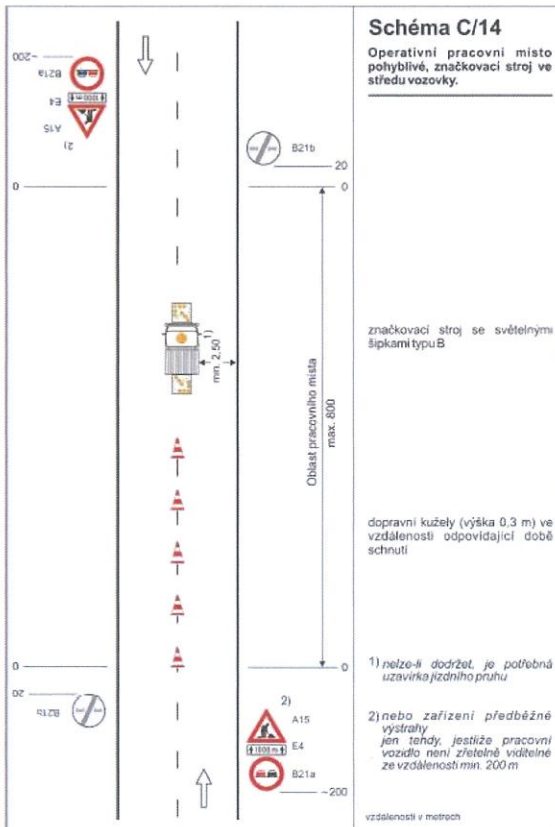 Schéma C/14
Operativní pracovní místo
pohyblivé, značkovací stroj ve
středu vozovky.
~200
B21a
1000 m
E4
A15
2)
B21b
20
0
0
1)
min. 2,50
Oblast pracovního místa
max. 800
značkovací stroj se světelnými
šipkami typu B
dopravní kužely (výška 0,3 m) ve
vzdálenosti odpovídající době
schnutí
0
0
20
B21b
1) nelze-li dodržet, je potřebná
uzavírka jízdního pruhu
2)
A15
1000 m
E4
B21a
~200
2) nebo zařízení předběžné
výstrahy
jen tehdy, jestliže pracovní
vozidlo není zřetelně viditelné
ze vzdálenosti min. 200 m
vzdálenosti v metrech